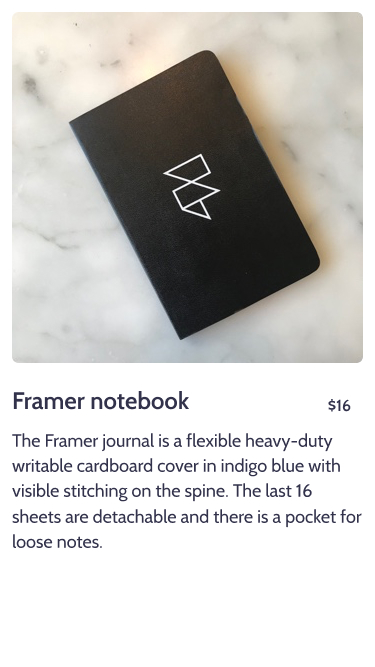 Framer notebook
$16
The Framer journal is a flexible heavy-duty
writable cardboard cover in indigo blue with
visible stitching on the spine. The last 16
sheets are detachable and there is a pocket for
loose notes.